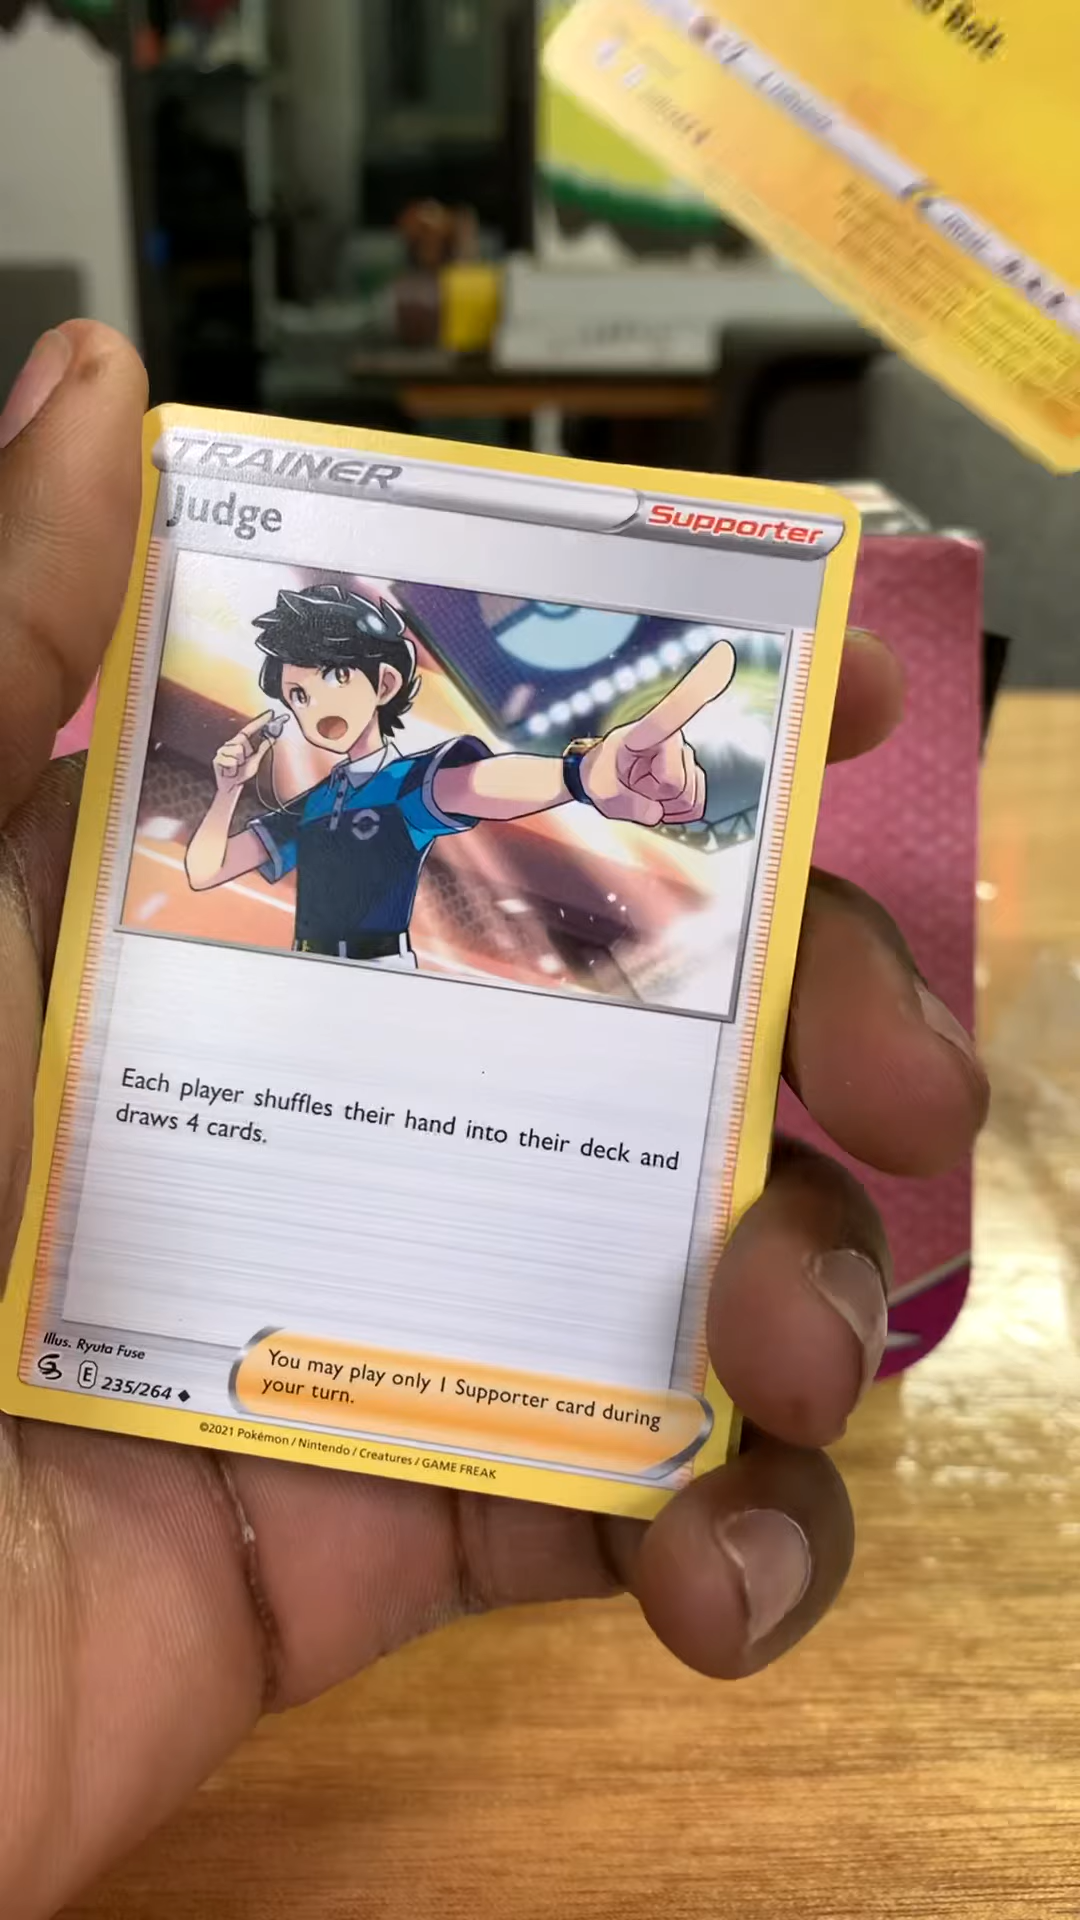 Bolt
TRAINER
Supporter
Judge
Each player shuffles their hand into their deck and
draws 4 cards.
Illus. Ryuta Fuse
E 235/264
You may play only 1 Supporter card during
your turn.
©2021 Pokémon / Nintendo / Creatures / GAME FREAK